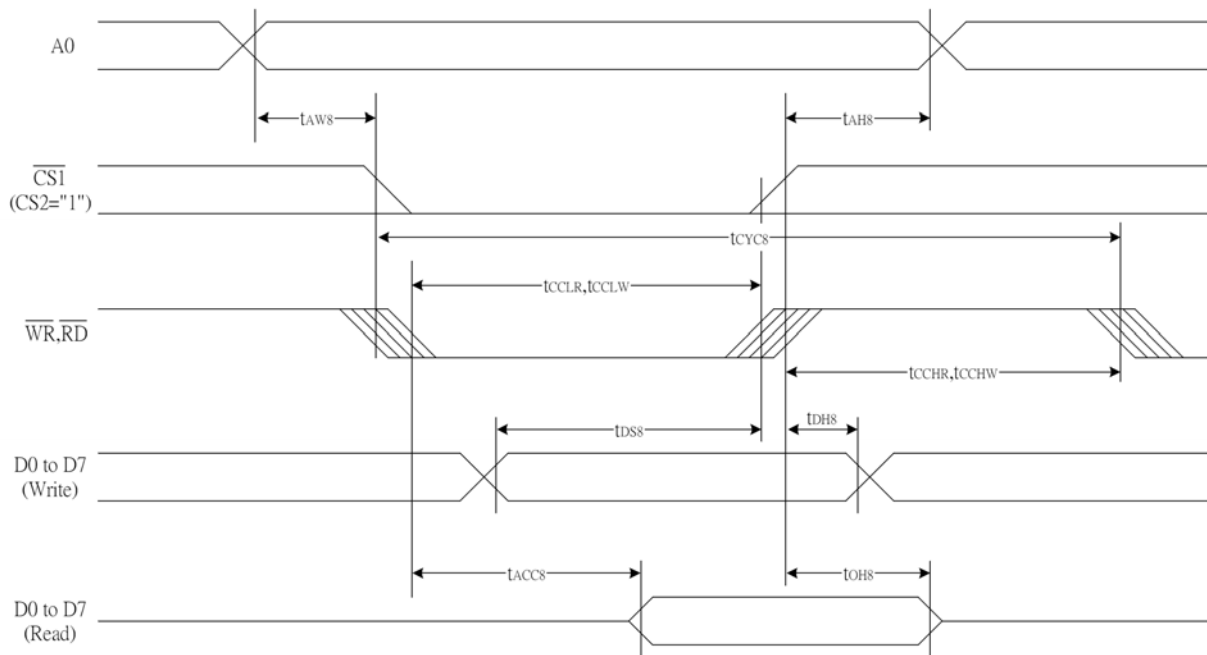 A0
tAW8
tAH8
CS1
(CS2="1")
tCYC8
tCCLR,tCCLW
WR,RD
tCCHR,tCCHW
tDS8
tDH8
D0 to D7
(Write)
tACC8
tOH8
D0 to D7
(Read)